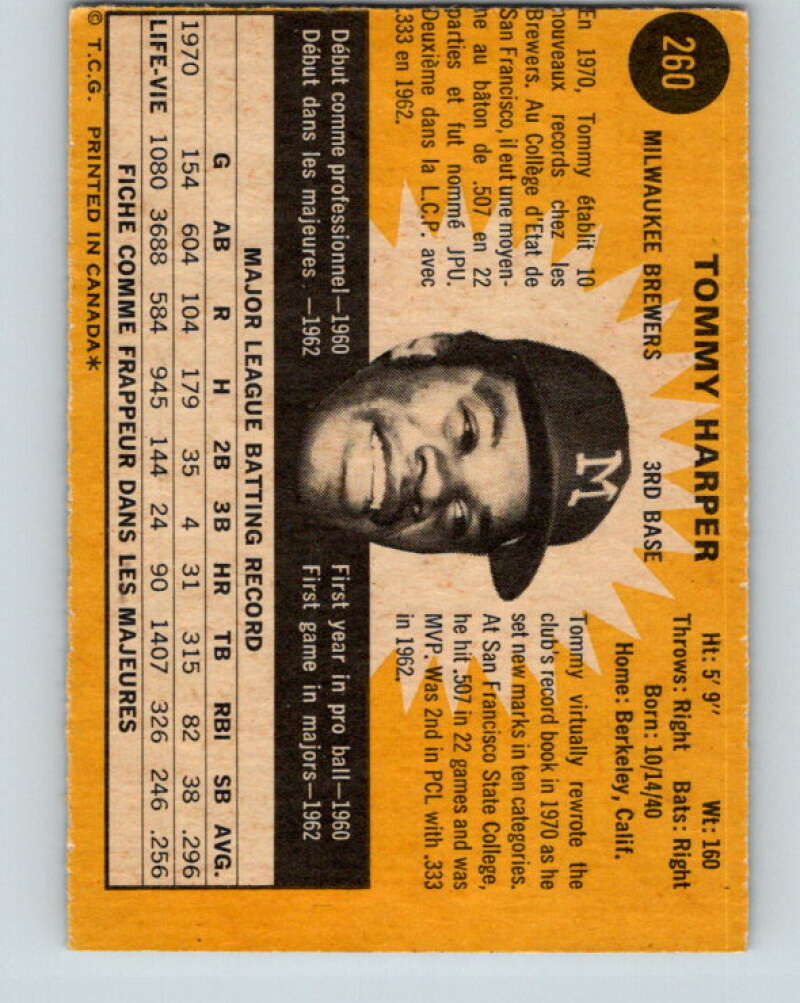 260
TOMMY HARPER
MILWAUKEE BREWERS 3RD BASE
Ht: 5' 9" Wt: 160
Throws: Right Bats: Right
Born: 10/14/40
Home: Berkeley, Calif.
En 1970, Tommy établit 10
nouveaux records chez les
Brewers. Au Collège d'Etat de
San Francisco, il eut une moyen-
ne au bâton de .507 en 22
parties et fut nommé JPU.
Deuxième dans la L.C.P. avec
.333 en 1962.
M
Tommy virtually rewrote the
club's record book in 1970 as he
set new marks in ten categories.
At San Francisco State College,
he hit .507 in 22 games and was
MVP. Was 2nd in PCL with .333
in 1962.
Début comme professionnel—1960
Début dans les majeures.—1962
First year in pro ball—1960
First game in majors—1962
MAJOR LEAGUE BATTING RECORD
G AB R H 2B 3B HR TB RBI SB AVG.
1970 154 604 104 179 35 4 31 315 82 38 .296
LIFE-VIE 1080 3688 584 945 144 24 90 1407 326 246 .256
FICHE COMME FRAPPEUR DANS LES MAJEURES
© T.C.G. PRINTED IN CANADA*